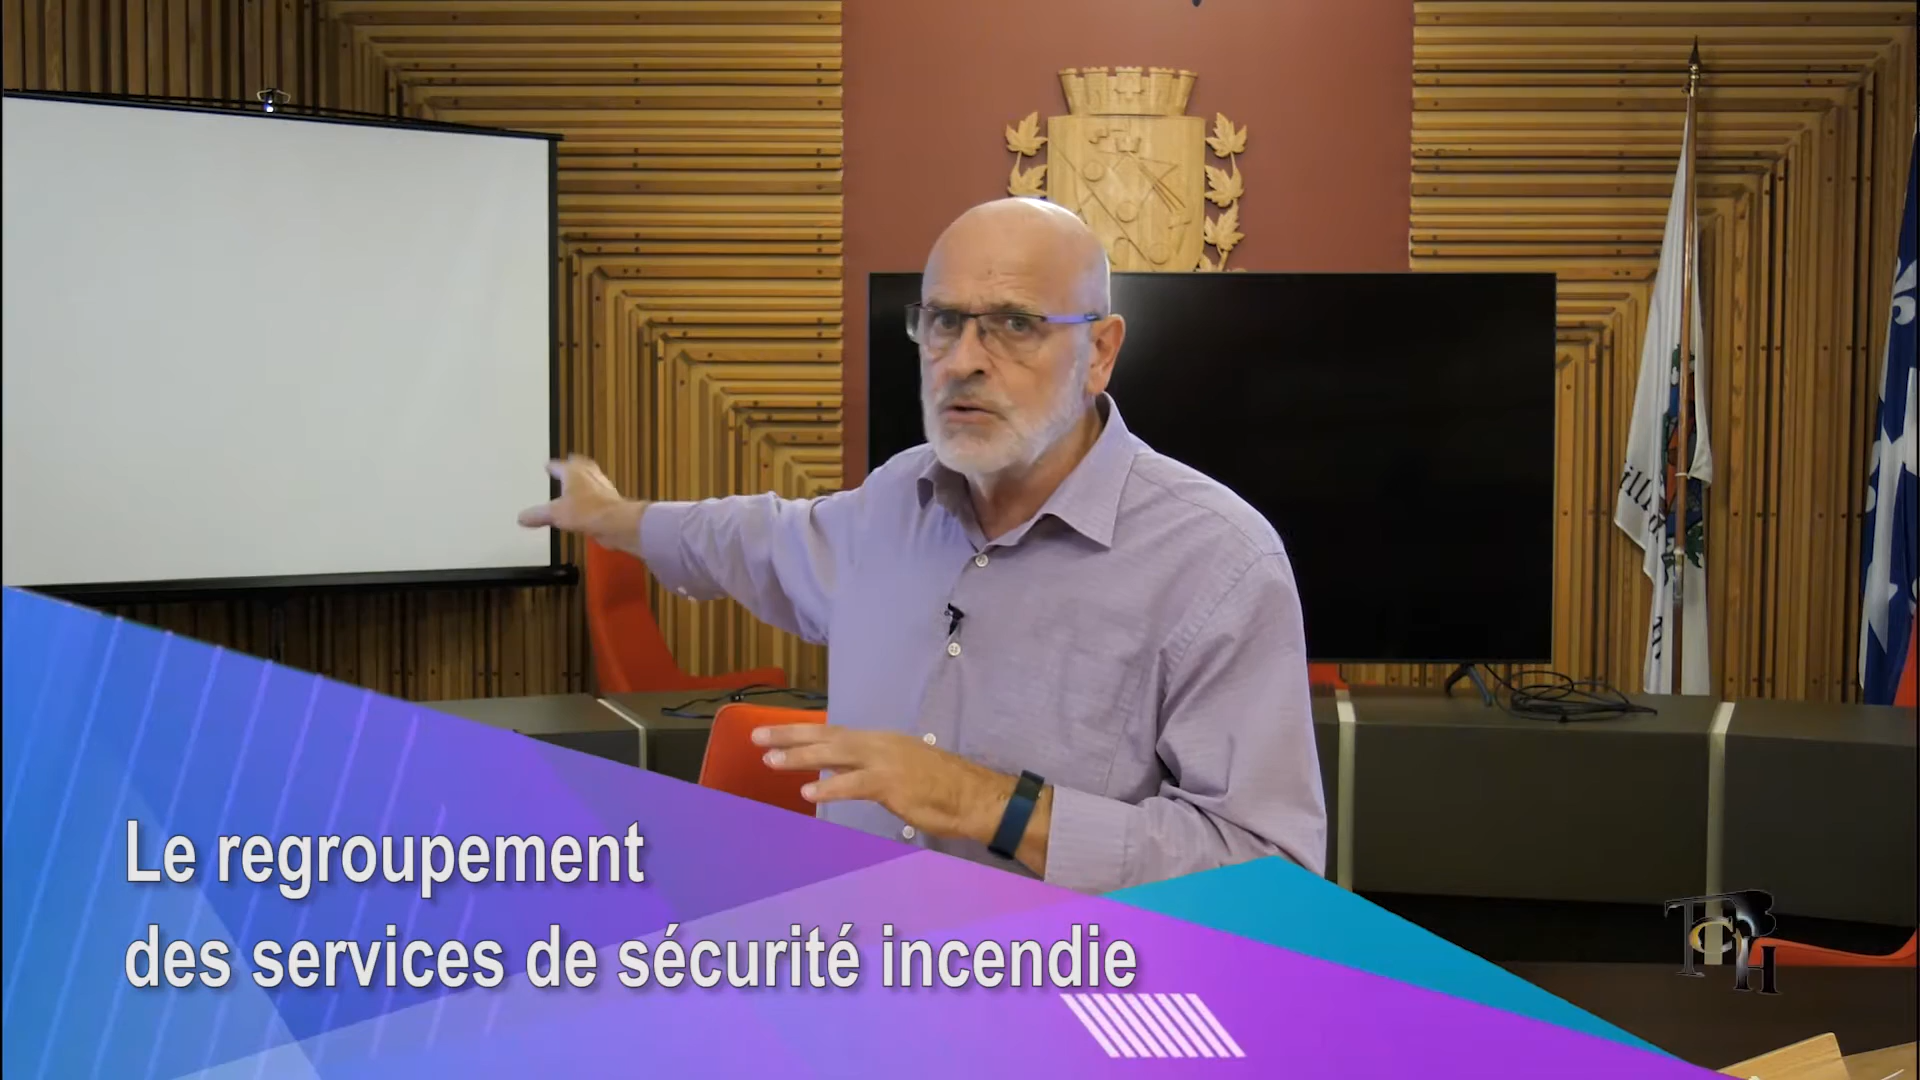 Le regroupement
des services de sécurité incendie